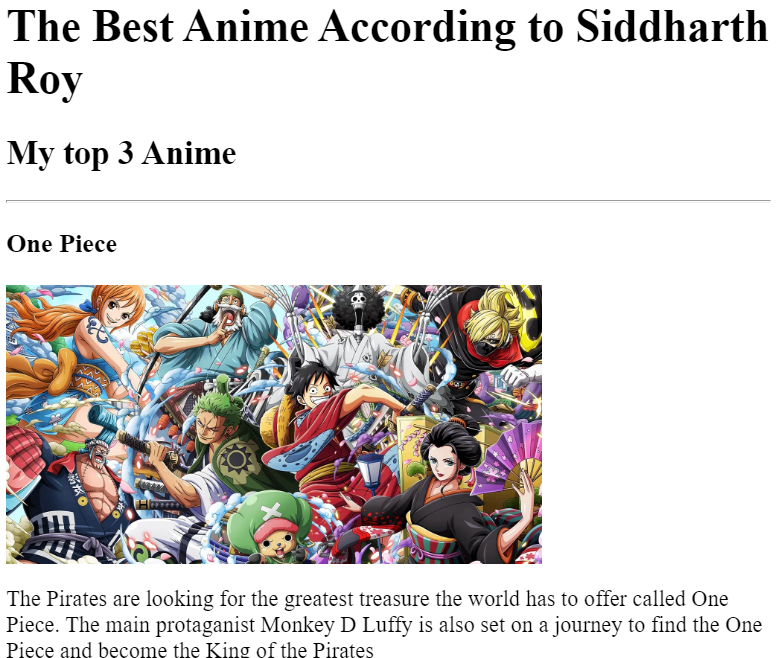 The Best Anime According to Siddharth
Roy
My top 3 Anime
One Piece
The Pirates are looking for the greatest treasure the world has to offer called One
Piece. The main protaganist Monkey D Luffy is also set on a journey to find the One
Piece and become the King of the Pirates